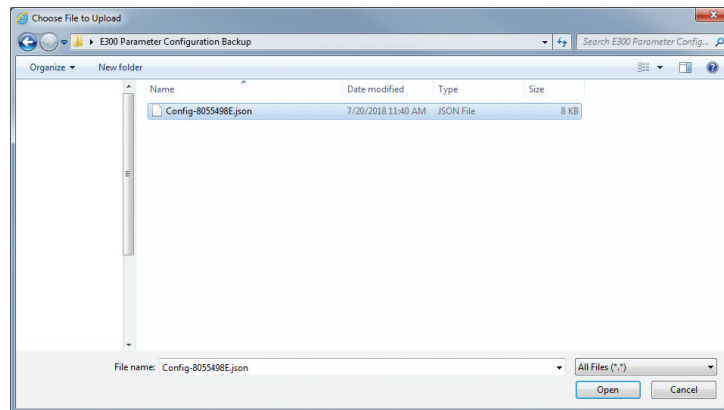 Choose File to Upload
E300 Parameter Configuration Backup
Search E300 Parameter Config...
Organize
New folder
Name
Date modified
Type
Size
Config-8055498E.json
7/20/2018 11:40 AM
JSON File
8 KB
File name:
Config-8055498E.json
All Files (*.*)
Open
Cancel